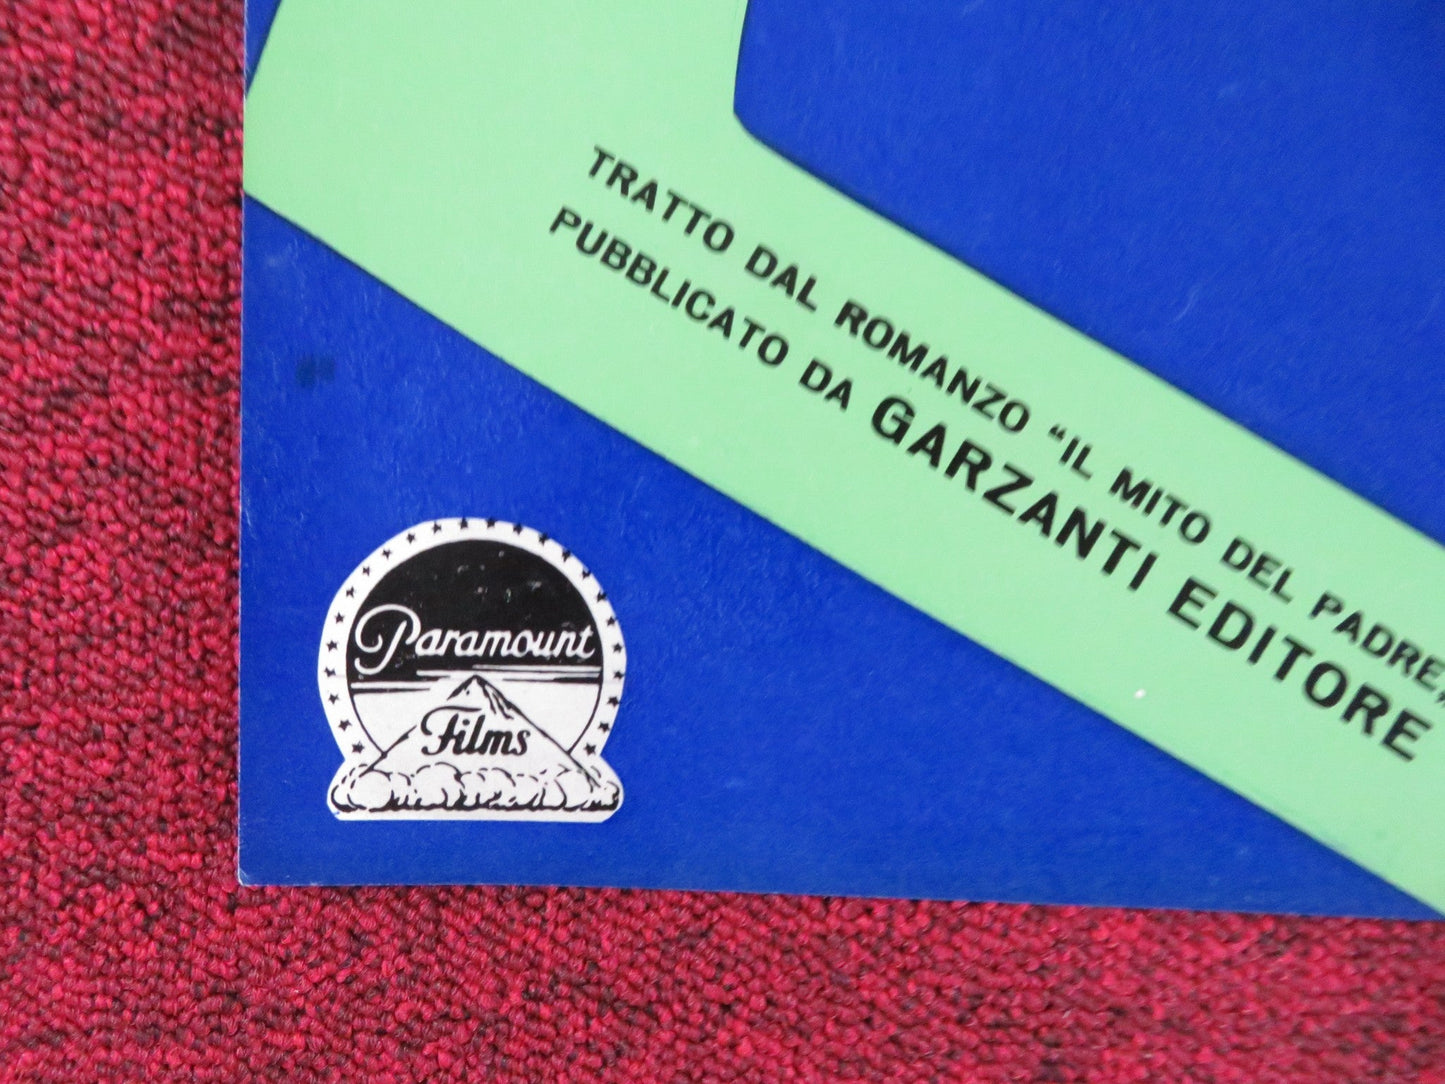 TRATTO DAL ROMANZO “IL MITO DEL PADRE„
PUBBLICATO DA GARZANTI EDITORE
Paramount
Films